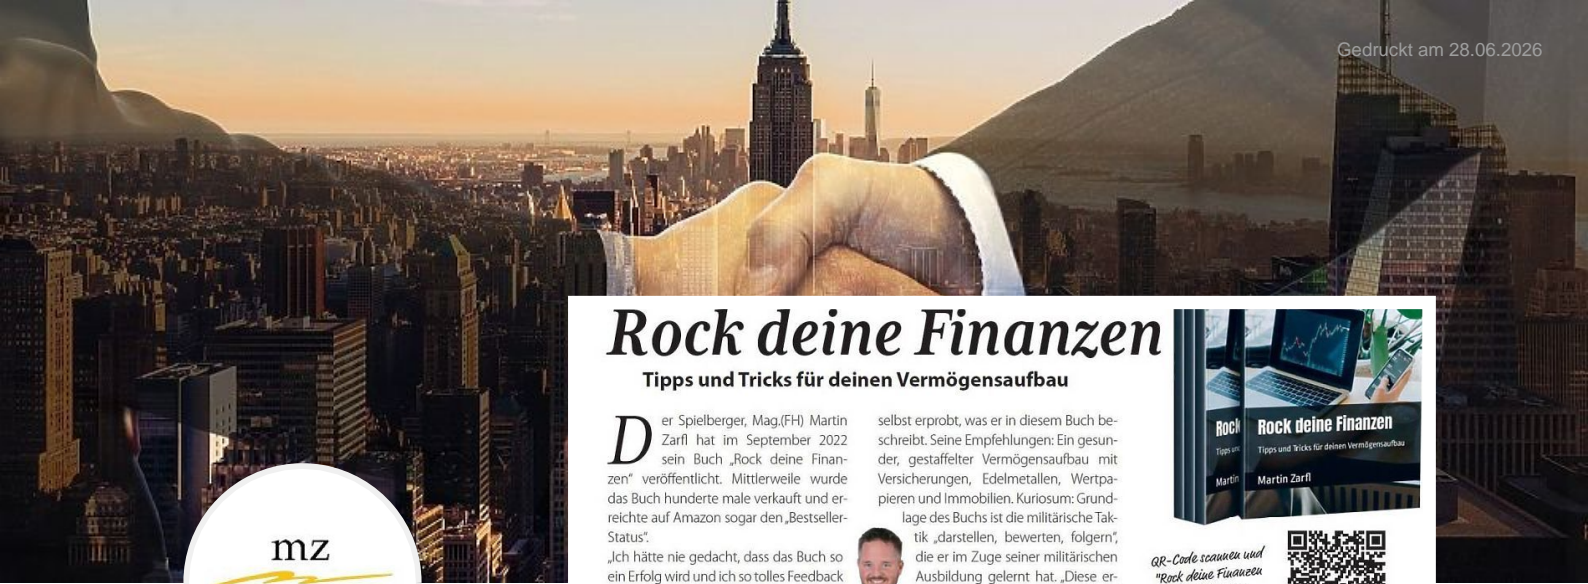 Gedruckt am 28.06.2026
Rock deine Finanzen
Tipps und Tricks für deinen Vermögensaufbau
Der Spielberger, Mag.(FH) Martin
Zarfl hat im September 2022
sein Buch „Rock deine Finan-
zen“ veröffentlicht. Mittlerweile wurde
das Buch hunderte male verkauft und er-
reichte auf Amazon sogar den „Bestseller-
Status“.
„Ich hätte nie gedacht, dass das Buch so
ein Erfolg wird und ich so tolles Feedback
selbst erprobt, was er in diesem Buch be-
schreibt. Seine Empfehlungen: Ein gesun-
der, gestaffelter Vermögensaufbau mit
Versicherungen, Edelmetallen, Wertpa-
pieren und Immobilien. Kuriosum: Grund-
lage des Buchs ist die militärische Tak-
tik „darstellen, bewerten, folgern“,
die er im Zuge seiner militärischen
Ausbildung gelernt hat. „Diese er-
Rock
Tipps un
Martin
Rock deine Finanzen
Tipps und Tricks für deinen Vermögensaufbau
Martin Zarfl
QR-Code scannen und
"Rock deine Finanzen
mz